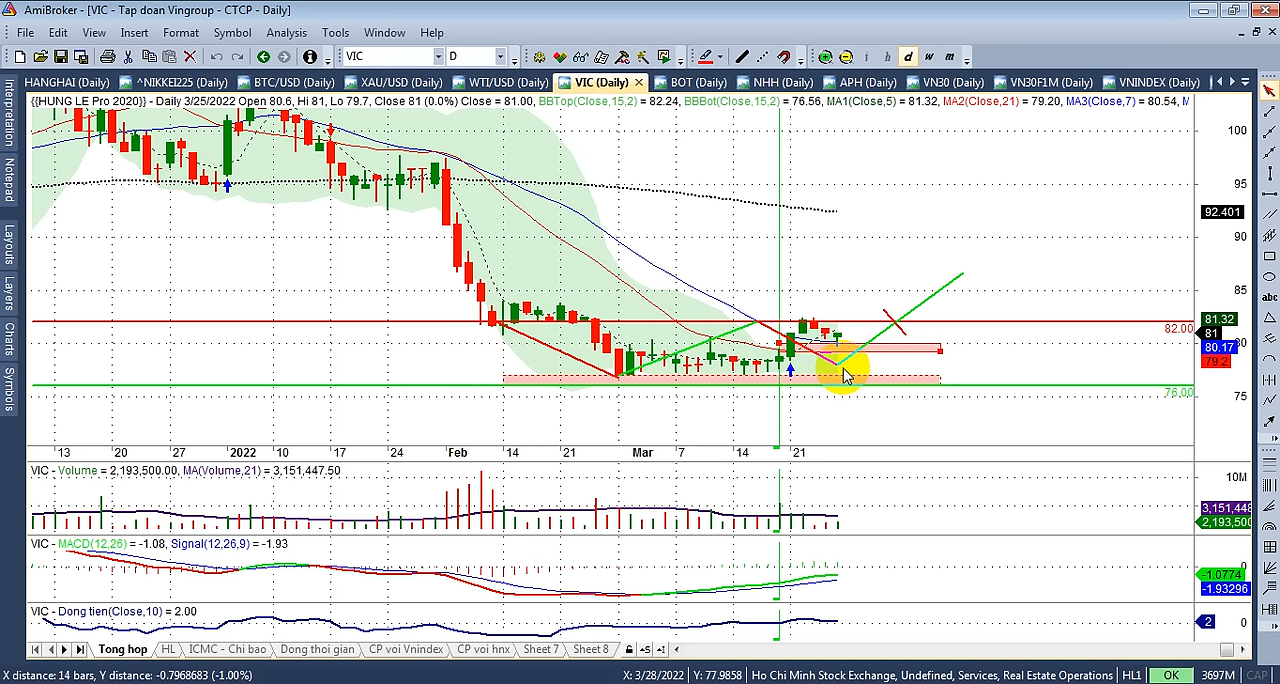 AmiBroker - [VIC - Tap doan Vingroup - CTCP - Daily]
File Edit View Insert Format Symbol Analysis Tools Window Help
VIC D i h d w m
HANGHAI (Daily) ^NIKKEI225 (Daily) BTC/USD (Daily) XAU/USD (Daily) WTI/USD (Daily) VIC (Daily) BOT (Daily) NHH (Daily) APH (Daily) VN30 (Daily) VN30F1M (Daily) VNINDEX (Daily)
Interpretation
Notepad
Layouts
Layers
Charts
Symbols
{{HUNG LE Pro 2020}} - Daily 3/25/2022 Open 80.6, Hi 81, Lo 79.7, Close 81 (0.0%) Close = 81.00, BBTop(Close,15,2) = 82.24, BBBot(Close,15,2) = 76.56, MA1(Close,5) = 81.32, MA2(Close,21) = 79.20, MA3(Close,7) = 80.54, M
100
95
92.401
90
85
81.32
82.00
81
80
80.17
79.2
76.00
75
abc
13 20 27 2022 10 17 24 Feb 14 21 Mar 7 14 21
VIC - Volume = 2,193,500.00, MA(Volume,21) = 3,151,447.50
10M
3,151,448
2,193,500
VIC - MACD(12,26) = -1.08, Signal(12,26,9) = -1.93
0
-1.0774
-1.93296
VIC - Dong tien(Close,10) = 2.00
2
0
Tong hop HL ICMC - Chi bao Dong thoi gian CP voi Vnindex CP voi hnx Sheet 7 Sheet 8
X distance: 14 bars, Y distance: -0.7968683 (-1.00%) X: 3/28/2022 Y: 77.9858 Ho Chi Minh Stock Exchange, Undefined, Services, Real Estate Operations HL1 OK 3697M CAP